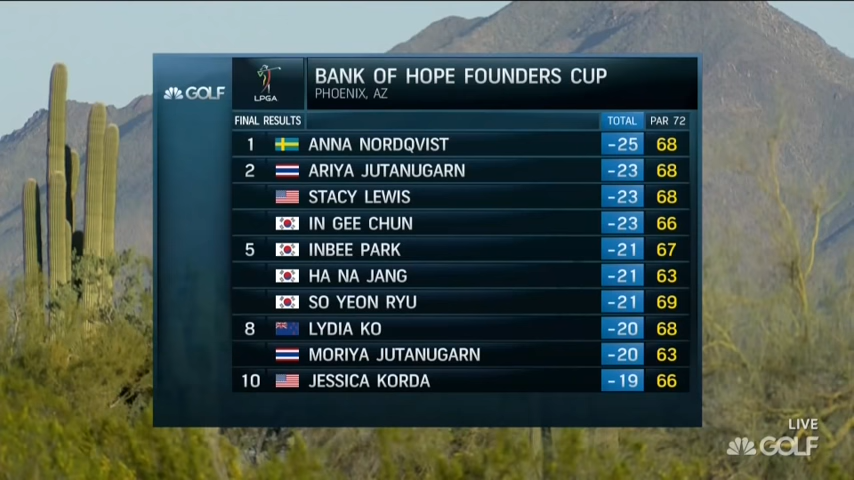 GOLF
LPGA
BANK OF HOPE FOUNDERS CUP
PHOENIX, AZ
FINAL RESULTS TOTAL PAR 72
1 ANNA NORDQVIST -25 68
2 ARIYA JUTANUGARN -23 68
STACY LEWIS -23 68
IN GEE CHUN -23 66
5 INBEE PARK -21 67
HA NA JANG -21 63
SO YEON RYU -21 69
8 LYDIA KO -20 68
MORIYA JUTANUGARN -20 63
10 JESSICA KORDA -19 66
LIVE
GOLF